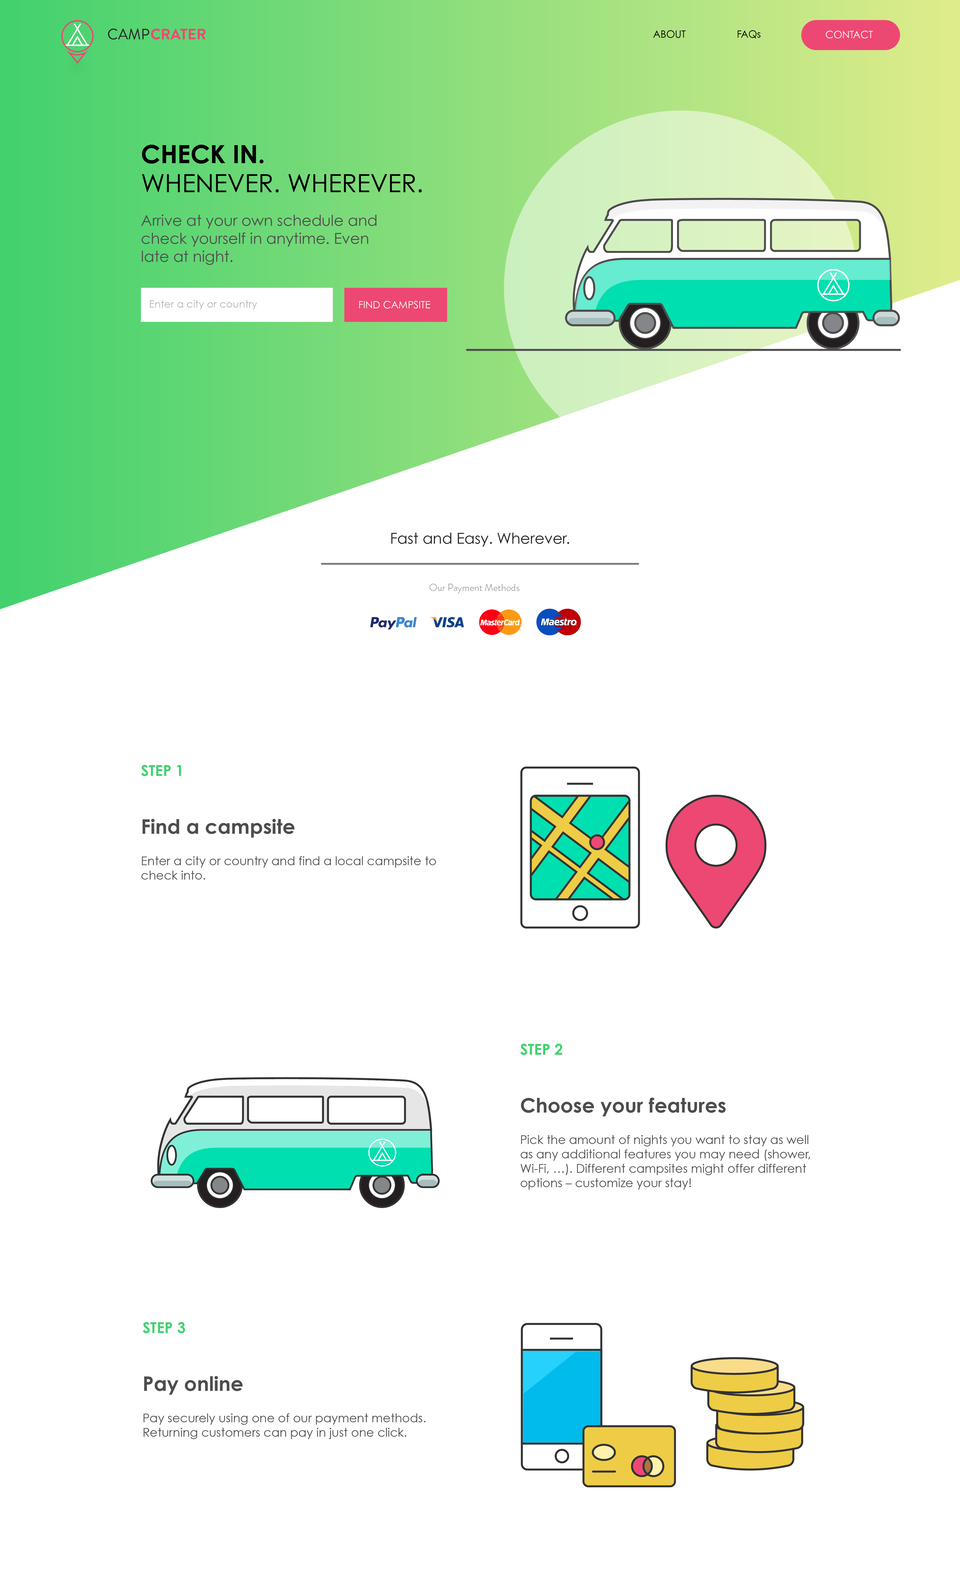 CAMPCRATER
ABOUT
FAQs
CONTACT
CHECK IN.
WHENEVER. WHEREVER.
Arrive at your own schedule and
check yourself in anytime. Even
late at night.
Enter a city or country
FIND CAMPSITE
Fast and Easy. Wherever.
Our Payment Methods
PayPal
VISA
MasterCard
Maestro
STEP 1
Find a campsite
Enter a city or country and find a local campsite to
check into.
STEP 2
Choose your features
Pick the amount of nights you want to stay as well
as any additional features you may need (shower,
Wi-Fi, ...). Different campsites might offer different
options – customize your stay!
STEP 3
Pay online
Pay securely using one of our payment methods.
Returning customers can pay in just one click.